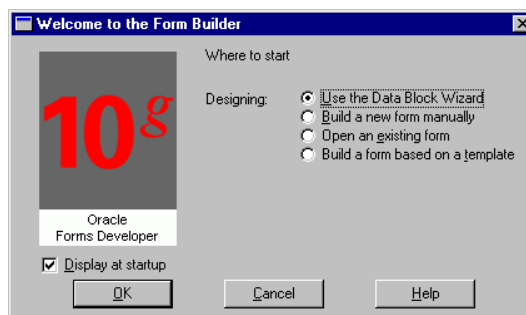 Welcome to the Form Builder
Where to start
Designing:
Use the Data Block Wizard
Build a new form manually
Open an existing form
Build a form based on a template
10g
Oracle
Forms Developer
Display at startup
OK
Cancel
Help